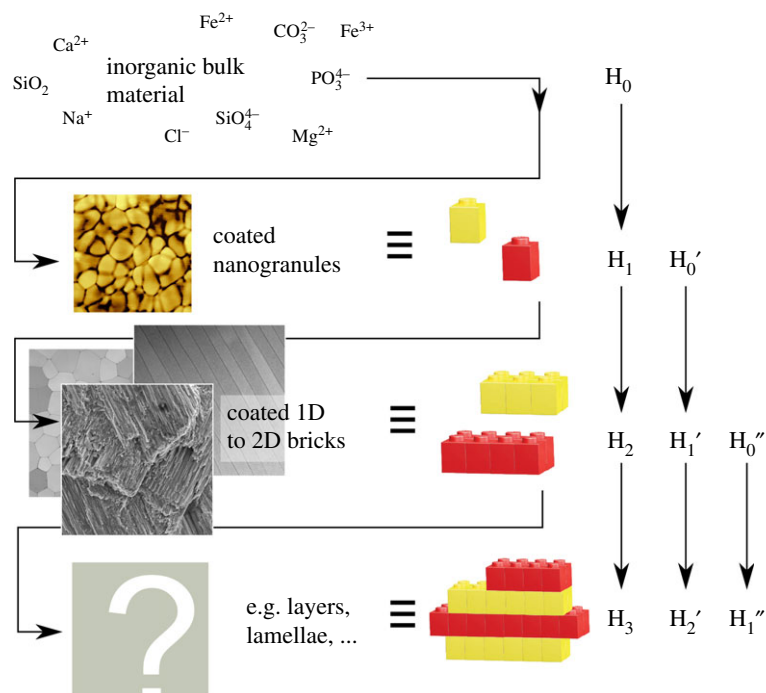 Fe²⁺
CO₃²⁻
Fe³⁺
Ca²⁺
inorganic bulk
material
SiO₂
PO₃⁴⁻
H₀
Na⁺
SiO₄⁴⁻
Cl⁻
Mg²⁺
coated
nanogranules
≡
H₁ H₀′
coated 1D
to 2D bricks
≡
H₂ H₁′ H₀″
?
e.g. layers,
lamellae, ...
≡
H₃ H₂′ H₁″